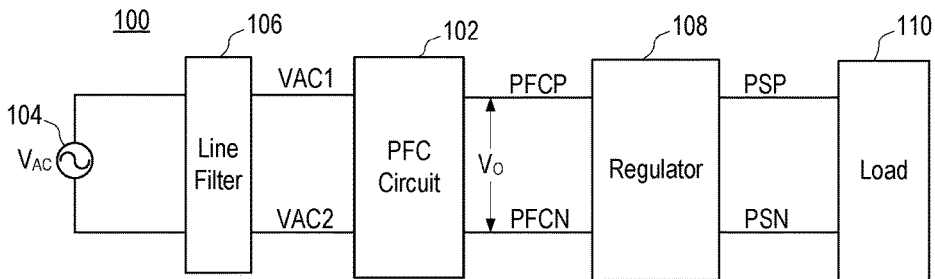 100
106
102
108
110
VAC1
PFCP
PSP
104
VAC
Line
Filter
PFC
Circuit
VO
Regulator
Load
VAC2
PFCN
PSN